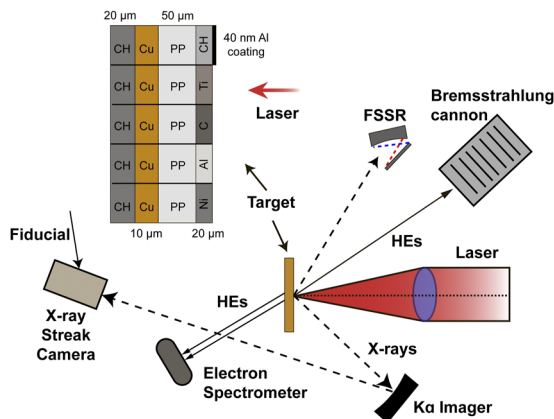 20 μm
50 μm
CH
Cu
PP
CH
40 nm Al
coating
CH
Cu
PP
Ti
CH
Cu
PP
C
CH
Cu
PP
Al
CH
Cu
PP
Ni
10 μm
20 μm
Laser
FSSR
Bremsstrahlung
cannon
Target
HEs
Laser
Fiducial
X-ray
Streak
Camera
HEs
Electron
Spectrometer
X-rays
Kα Imager